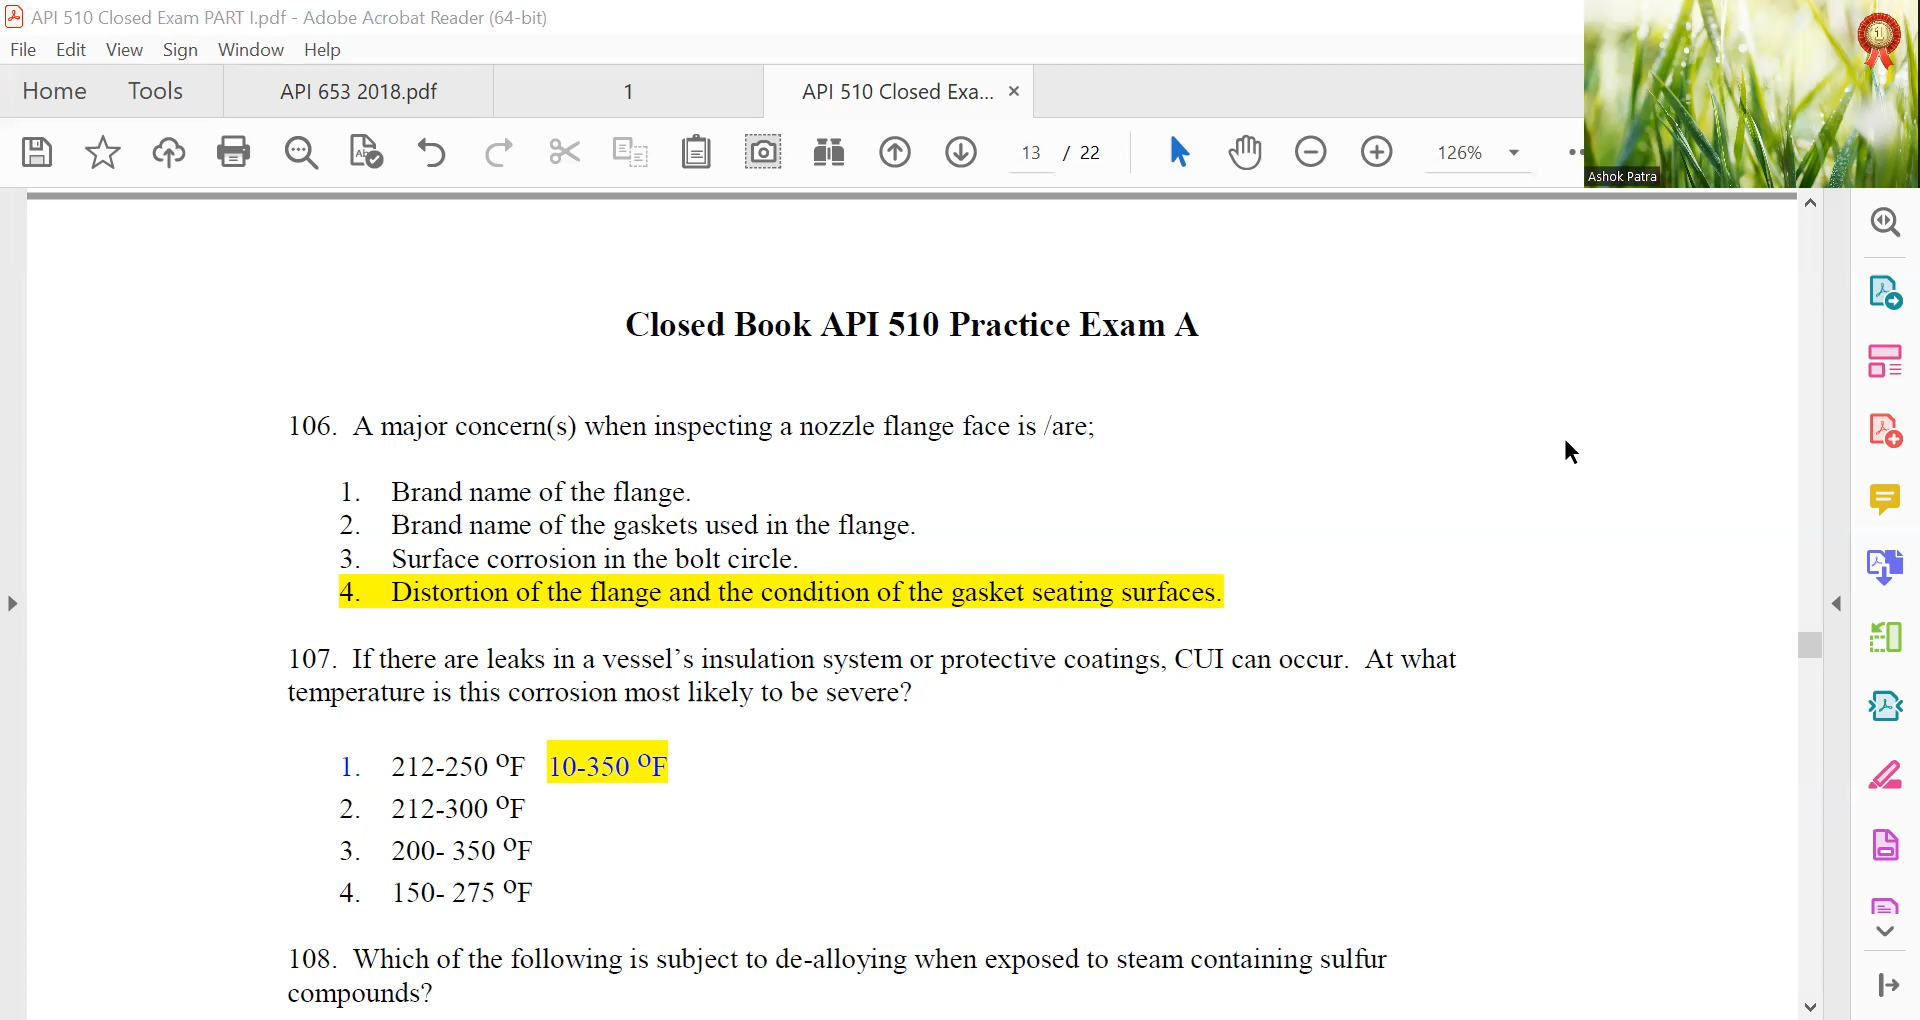 API 510 Closed Exam PART I.pdf - Adobe Acrobat Reader (64-bit)
File Edit View Sign Window Help
Home Tools API 653 2018.pdf 1 API 510 Closed Exa... ×
13 / 22 126%
1
Ashok Patra
Closed Book API 510 Practice Exam A
106. A major concern(s) when inspecting a nozzle flange face is /are;
1. Brand name of the flange.
2. Brand name of the gaskets used in the flange.
3. Surface corrosion in the bolt circle.
4. Distortion of the flange and the condition of the gasket seating surfaces.
107. If there are leaks in a vessel’s insulation system or protective coatings, CUI can occur. At what
temperature is this corrosion most likely to be severe?
1. 212-250 ºF 10-350 ºF
2. 212-300 ºF
3. 200- 350 ºF
4. 150- 275 ºF
108. Which of the following is subject to de-alloying when exposed to steam containing sulfur
compounds?